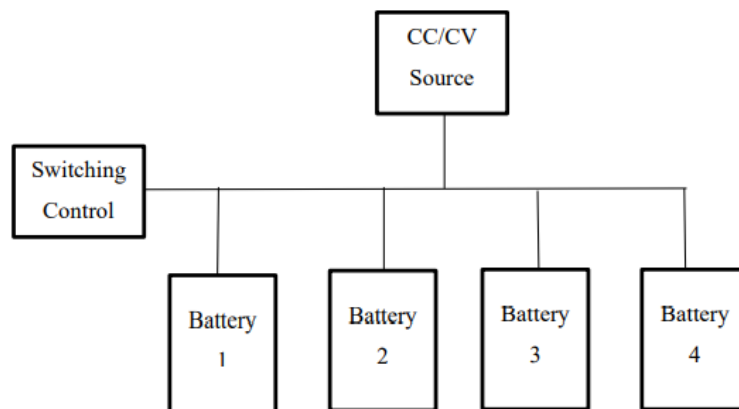 CC/CV
Source
Switching
Control
Battery
1
Battery
2
Battery
3
Battery
4